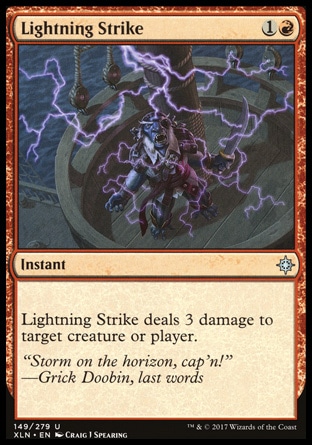 Lightning Strike 1
Instant
Lightning Strike deals 3 damage to
target creature or player.
“Storm on the horizon, cap’n!”
—Grick Doobin, last words
149/279 U
XLN • EN Craig J Spearing
™ & © 2017 Wizards of the Coast